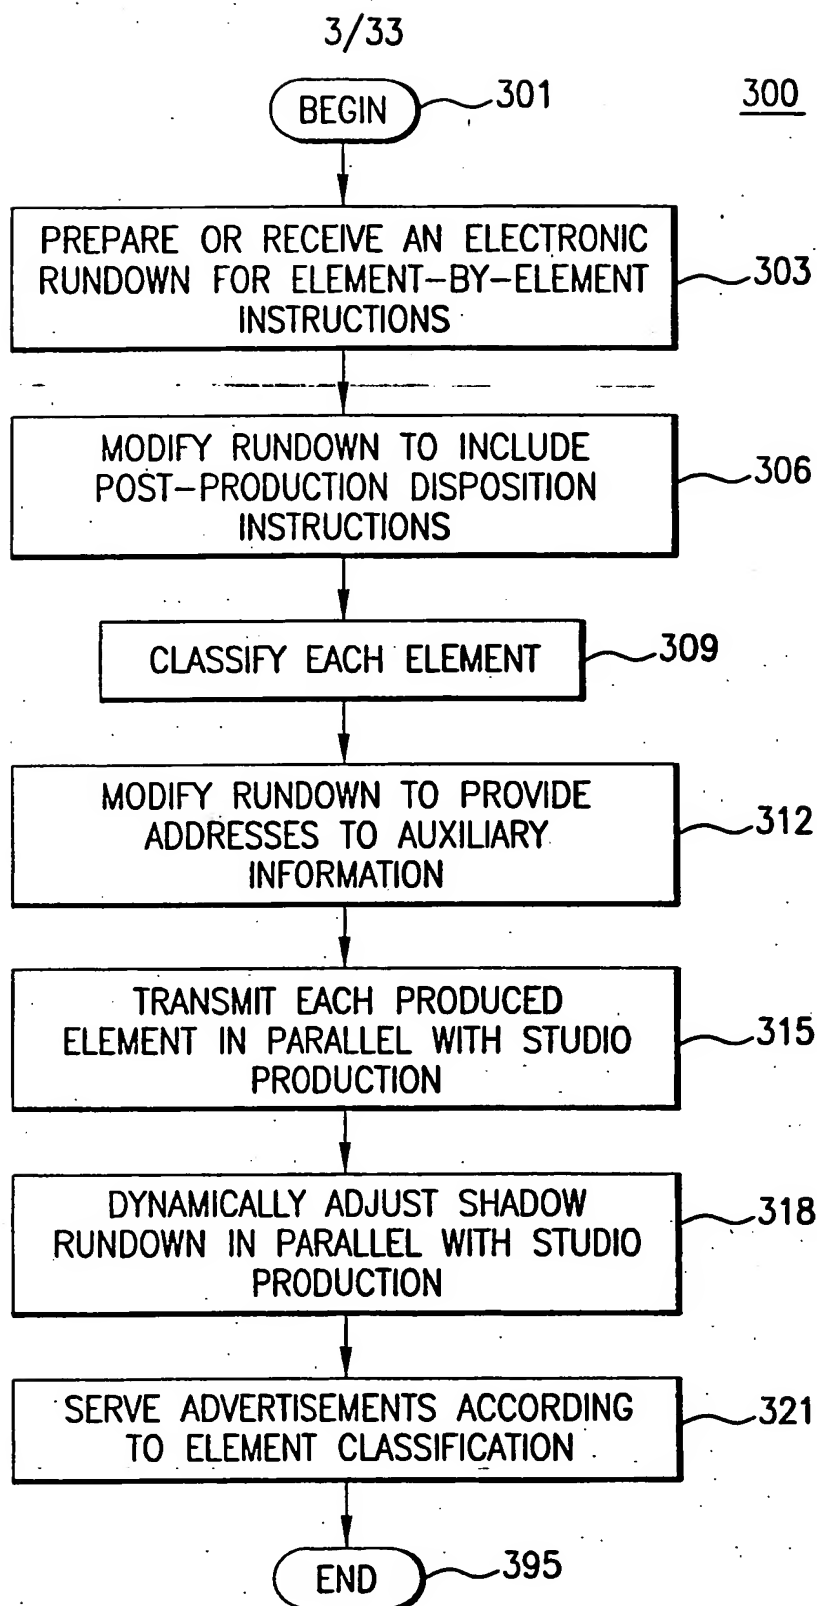 3/33
BEGIN 301 300
PREPARE OR RECEIVE AN ELECTRONIC
RUNDOWN FOR ELEMENT-BY-ELEMENT
INSTRUCTIONS
303
MODIFY RUNDOWN TO INCLUDE
POST-PRODUCTION DISPOSITION
INSTRUCTIONS
306
CLASSIFY EACH ELEMENT 309
MODIFY RUNDOWN TO PROVIDE
ADDRESSES TO AUXILIARY
INFORMATION
312
TRANSMIT EACH PRODUCED
ELEMENT IN PARALLEL WITH STUDIO
PRODUCTION
315
DYNAMICALLY ADJUST SHADOW
RUNDOWN IN PARALLEL WITH STUDIO
PRODUCTION
318
SERVE ADVERTISEMENTS ACCORDING
TO ELEMENT CLASSIFICATION
321
END 395